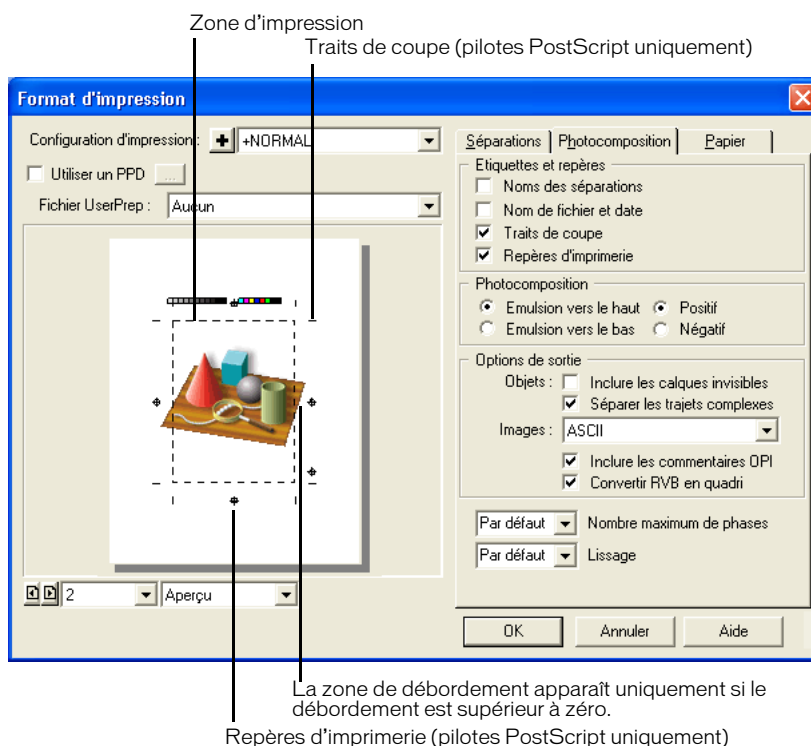 Zone d'impression
Traits de coupe (pilotes PostScript uniquement)
Format d'impression
Configuration d'impression :
+NORMAL
Utiliser un PPD ...
Fichier UserPrep : Aucun
2
Aperçu
Séparations
Photocomposition
Papier
Etiquettes et repères
Noms des séparations
Nom de fichier et date
Traits de coupe
Repères d'imprimerie
Photocomposition
Emulsion vers le haut
Positif
Emulsion vers le bas
Négatif
Options de sortie
Objets : Inclure les calques invisibles
Séparer les trajets complexes
Images : ASCII
Inclure les commentaires OPI
Convertir RVB en quadri
Par défaut Nombre maximum de phases
Par défaut Lissage
OK
Annuler
Aide
La zone de débordement apparaît uniquement si le
débordement est supérieur à zéro.
Repères d'imprimerie (pilotes PostScript uniquement)